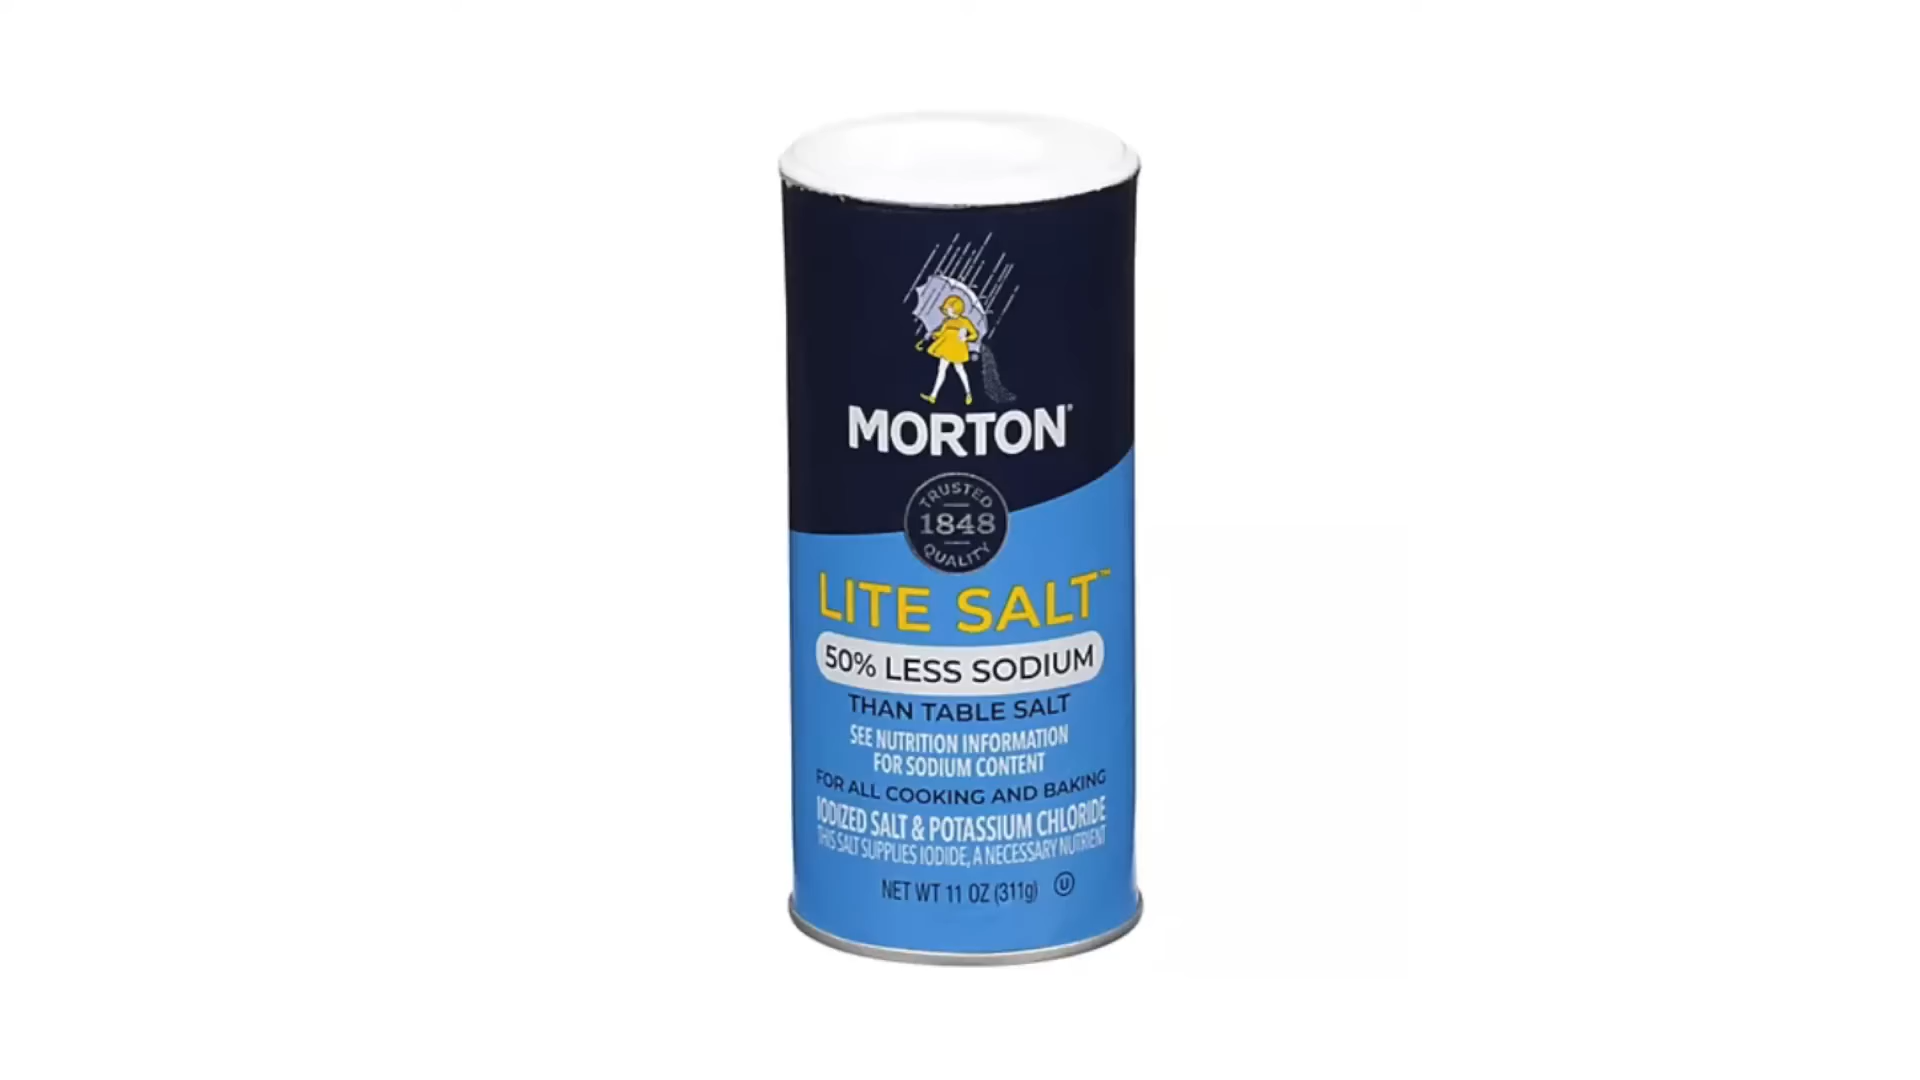 MORTON®
TRUSTED
1848
QUALITY
LITE SALT™
50% LESS SODIUM
THAN TABLE SALT
SEE NUTRITION INFORMATION
FOR SODIUM CONTENT
FOR ALL COOKING AND BAKING
IODIZED SALT & POTASSIUM CHLORIDE
THIS SALT SUPPLIES IODIDE, A NECESSARY NUTRIENT
NET WT 11 OZ (311g) U